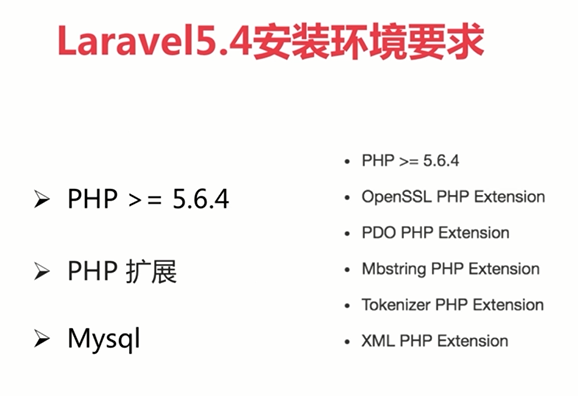 Laravel5.4安装环境要求
PHP >= 5.6.4
PHP 扩展
Mysql
PHP >= 5.6.4
OpenSSL PHP Extension
PDO PHP Extension
Mbstring PHP Extension
Tokenizer PHP Extension
XML PHP Extension